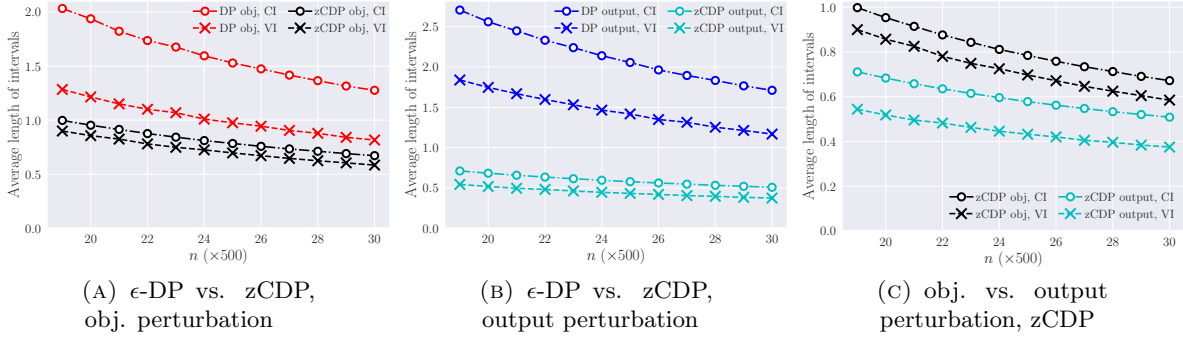 Average length of intervals
2.0
1.5
1.0
0.5
0.0
DP obj, CI
DP obj, VI
zCDP obj, CI
zCDP obj, VI
20 22 24 26 28 30
n (×500)
(A) ϵ-DP vs. zCDP,
obj. perturbation
Average length of intervals
2.5
2.0
1.5
1.0
0.5
0.0
DP output, CI
DP output, VI
zCDP output, CI
zCDP output, VI
20 22 24 26 28 30
n (×500)
(B) ϵ-DP vs. zCDP,
output perturbation
Average length of intervals
1.0
0.8
0.6
0.4
0.2
0.0
zCDP obj, CI
zCDP obj, VI
zCDP output, CI
zCDP output, VI
20 22 24 26 28 30
n (×500)
(C) obj. vs. output
perturbation, zCDP